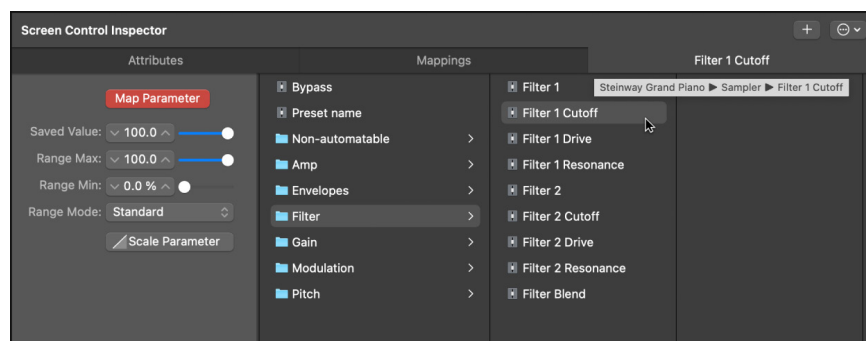 Screen Control Inspector
Attributes
Mappings
Filter 1 Cutoff
Map Parameter
Saved Value: 100.0
Range Max: 100.0
Range Min: 0.0 %
Range Mode: Standard
Scale Parameter
Bypass
Preset name
Non-automatable
Amp
Envelopes
Filter
Gain
Modulation
Pitch
Filter 1
Filter 1 Cutoff
Filter 1 Drive
Filter 1 Resonance
Filter 2
Filter 2 Cutoff
Filter 2 Drive
Filter 2 Resonance
Filter Blend
Steinway Grand Piano ▶ Sampler ▶ Filter 1 Cutoff